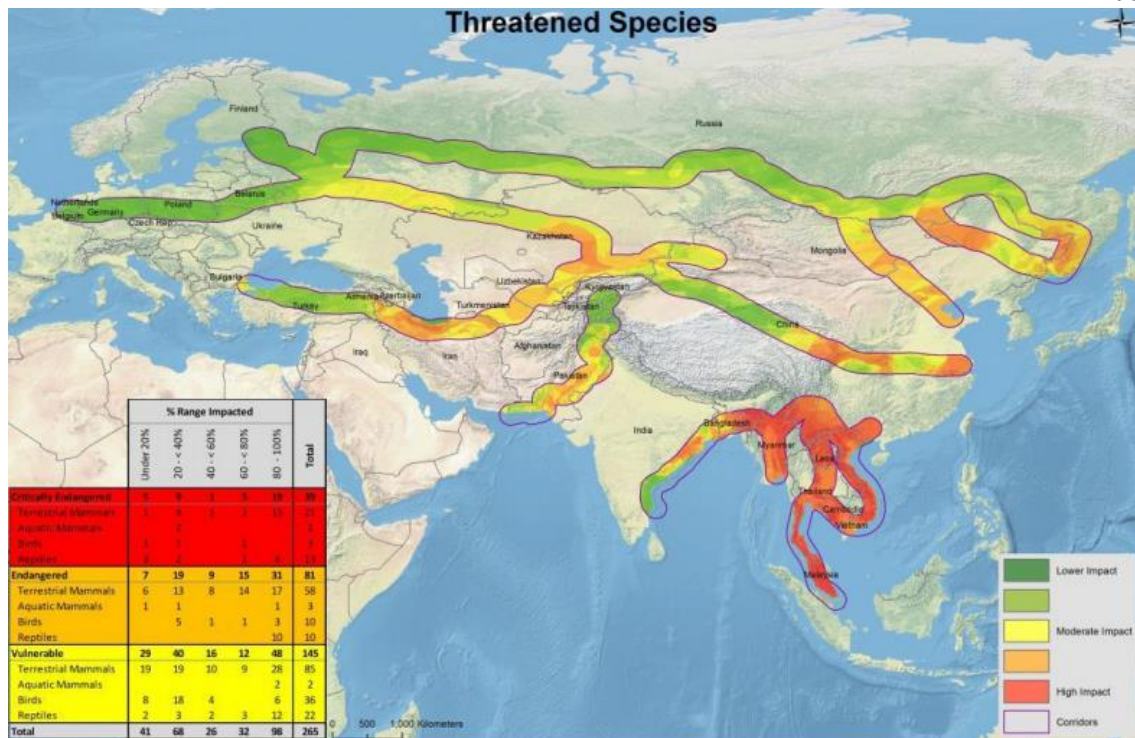 Threatened Species
Finland
Russia
Netherlands
Belgium
Germany
Poland
Belarus
Czech Rep.
Ukraine
Kazakhstan
Mongolia
Bulgaria
Uzbekistan
Kyrgyzstan
Turkey
Armenia
Azerbaijan
Turkmenistan
Tajikistan
China
Iraq
Iran
Afghanistan
Pakistan
India
Bangladesh
Myanmar
Laos
Thailand
Cambodia
Vietnam
Malaysia
% Range Impacted
Under 20%
20 - < 40%
40 - < 60%
60 - < 80%
80 - 100%
Total
Critically Endangered 5 9 1 5 19 39
Terrestrial Mammals
Aquatic Mammals
Birds
Reptiles
Endangered 7 19 9 15 31 81
Terrestrial Mammals 6 13 8 14 17 58
Aquatic Mammals 1 1 1 3
Birds 5 1 1 3 10
Reptiles 10 10
Vulnerable 29 40 16 12 48 145
Terrestrial Mammals 19 19 10 9 28 85
Aquatic Mammals 2 2
Birds 8 18 4 6 36
Reptiles 2 3 2 3 12 22
Total 41 68 26 32 98 265
0 500 1,000 Kilometers
Lower Impact
Moderate Impact
High Impact
Corridors